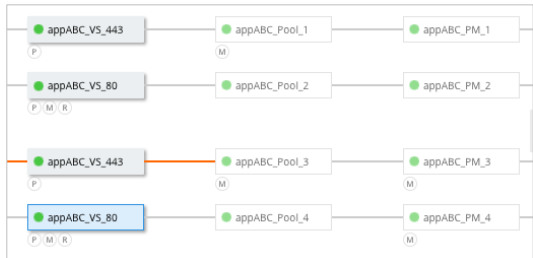 appABC_VS_443 appABC_Pool_1 appABC_PM_1
P M
appABC_VS_80 appABC_Pool_2 appABC_PM_2
P M R
appABC_VS_443 appABC_Pool_3 appABC_PM_3
P M M
appABC_VS_80 appABC_Pool_4 appABC_PM_4
P M R M